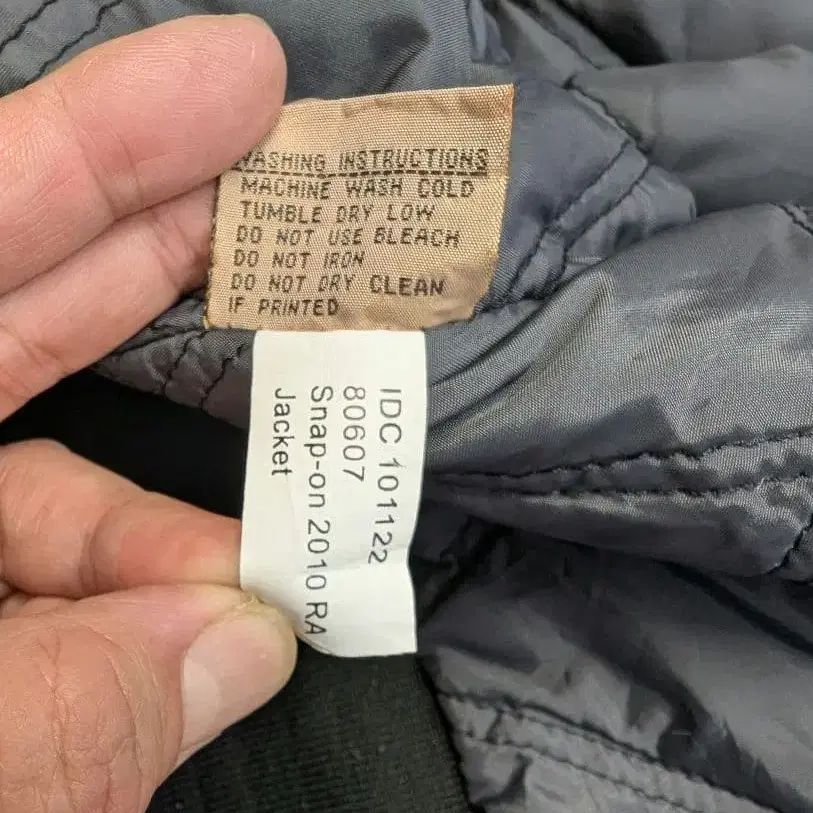 WASHING INSTRUCTIONS
MACHINE WASH COLD
TUMBLE DRY LOW
DO NOT USE BLEACH
DO NOT IRON
DO NOT DRY CLEAN
IF PRINTED
IDC 101122
80607
Snap-on 2010 RA
Jacket